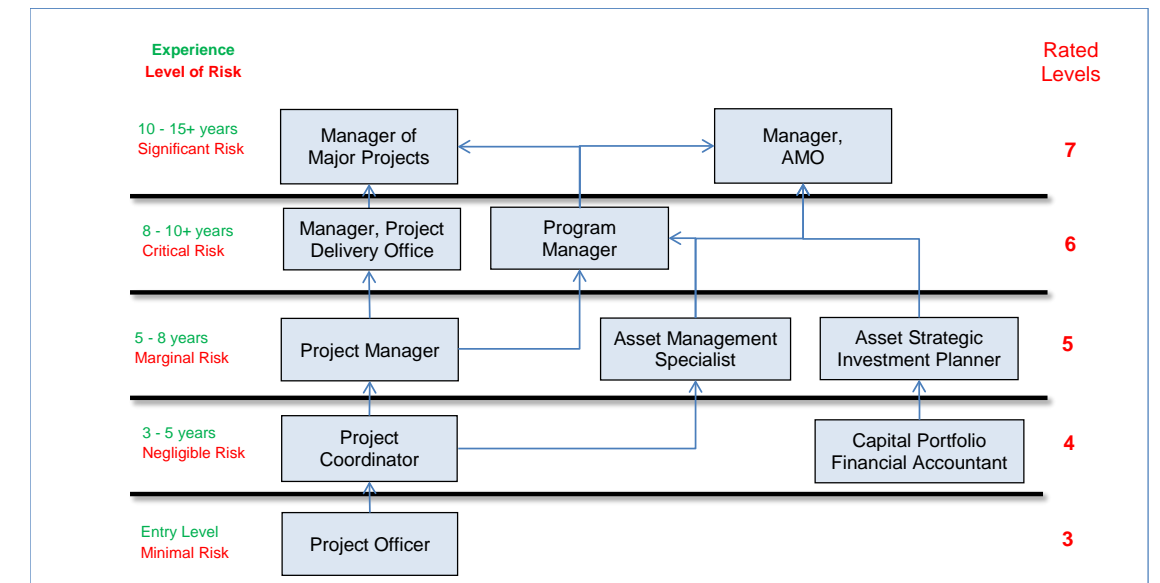 Experience
Level of Risk
Rated
Levels
10 - 15+ years
Significant Risk
Manager of
Major Projects
Manager,
AMO
7
8 - 10+ years
Critical Risk
Manager, Project
Delivery Office
Program
Manager
6
5 - 8 years
Marginal Risk
Project Manager
Asset Management
Specialist
Asset Strategic
Investment Planner
5
3 - 5 years
Negligible Risk
Project
Coordinator
Capital Portfolio
Financial Accountant
4
Entry Level
Minimal Risk
Project Officer
3